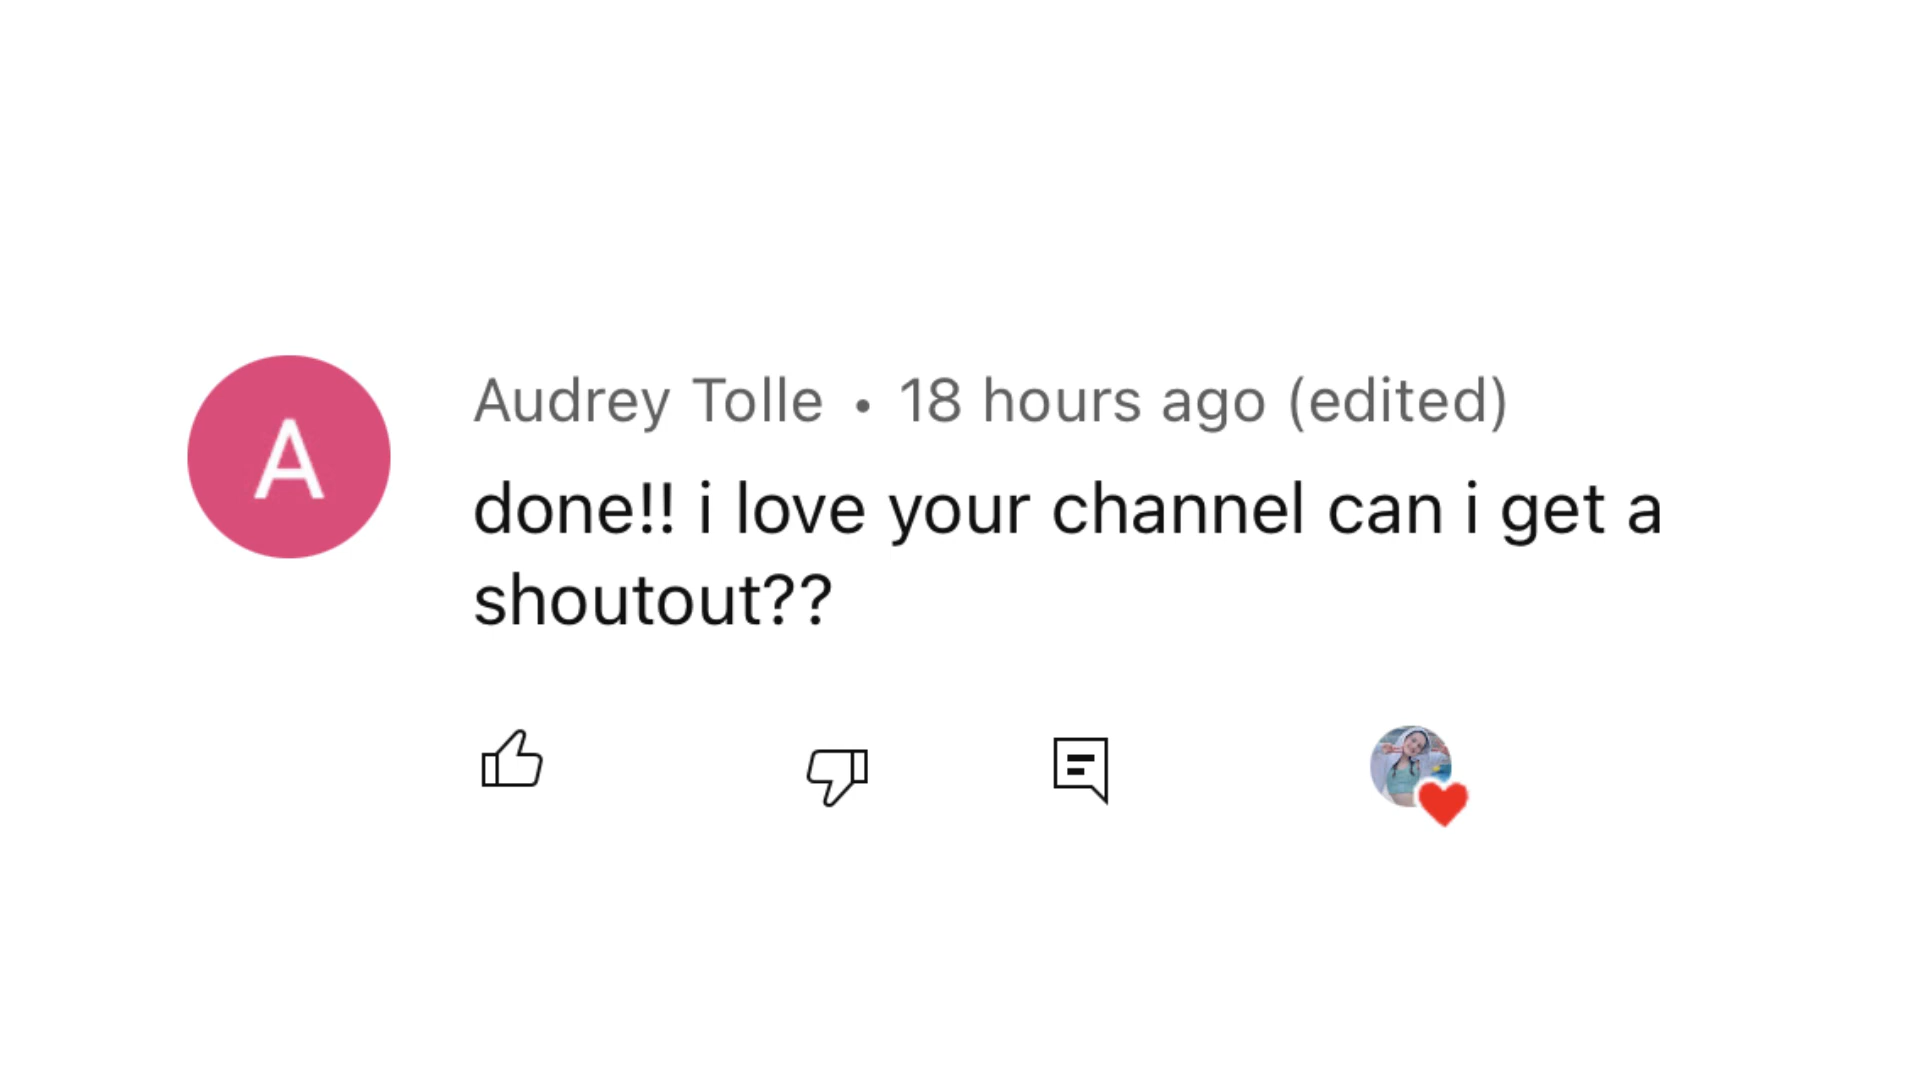 A
Audrey Tolle • 18 hours ago (edited)
done!! i love your channel can i get a
shoutout??